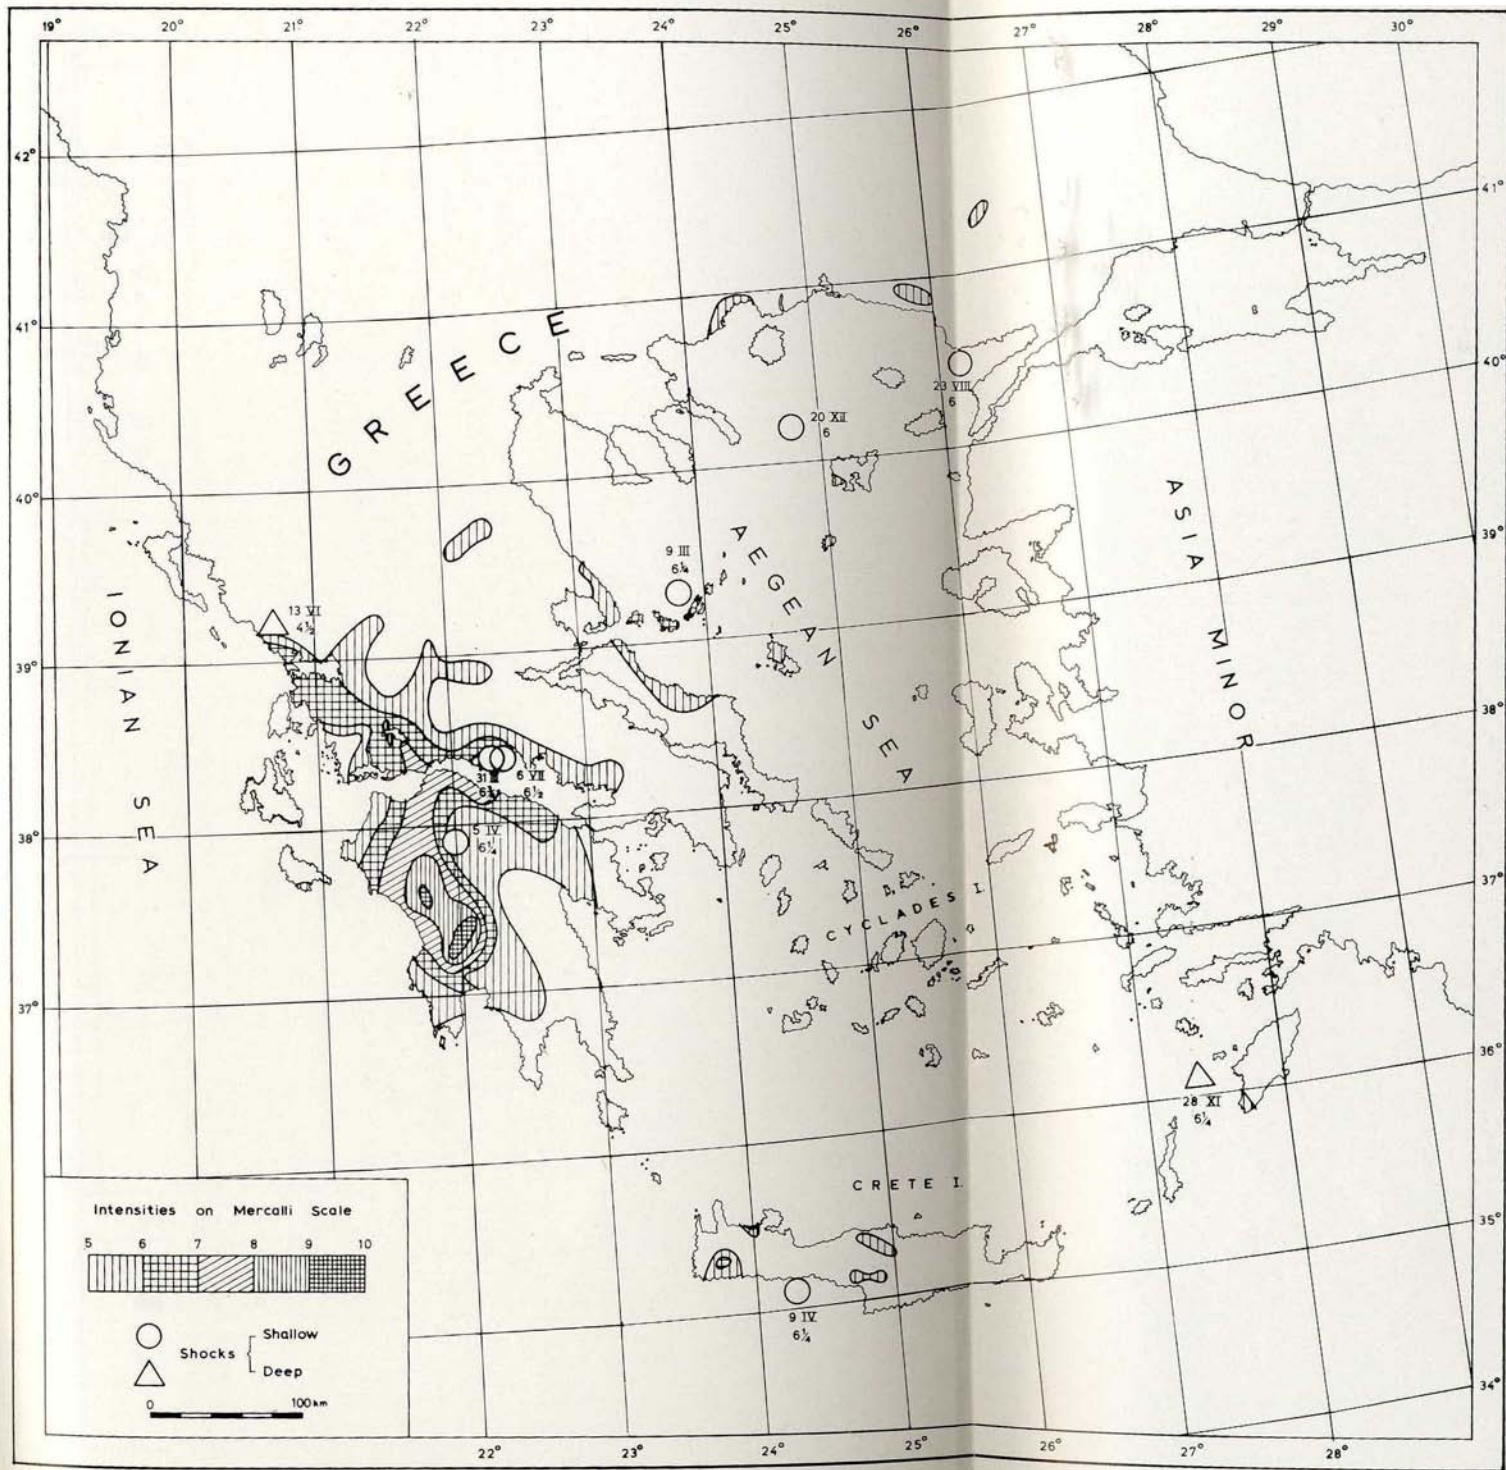 19° 20° 21° 22° 23° 24° 25° 26° 27° 28° 29° 30°
42°
41°
41°
GREECE
40°
23 VIII
6
20 XII
6
40°
39°
ASIA MINOR
AEGEAN SEA
9 III
6¼
13 VI
4½
IONIAN SEA
39°
38°
31
6 VII
6½
38°
5 IV
6¼
37°
CYCLADES I.
37°
36°
28 XI
6¼
CRETE I.
35°
9 IV
6¼
34°
Intensities on Mercalli Scale
5 6 7 8 9 10
Shocks
Shallow
Deep
0 100 km
22° 23° 24° 25° 26° 27° 28°